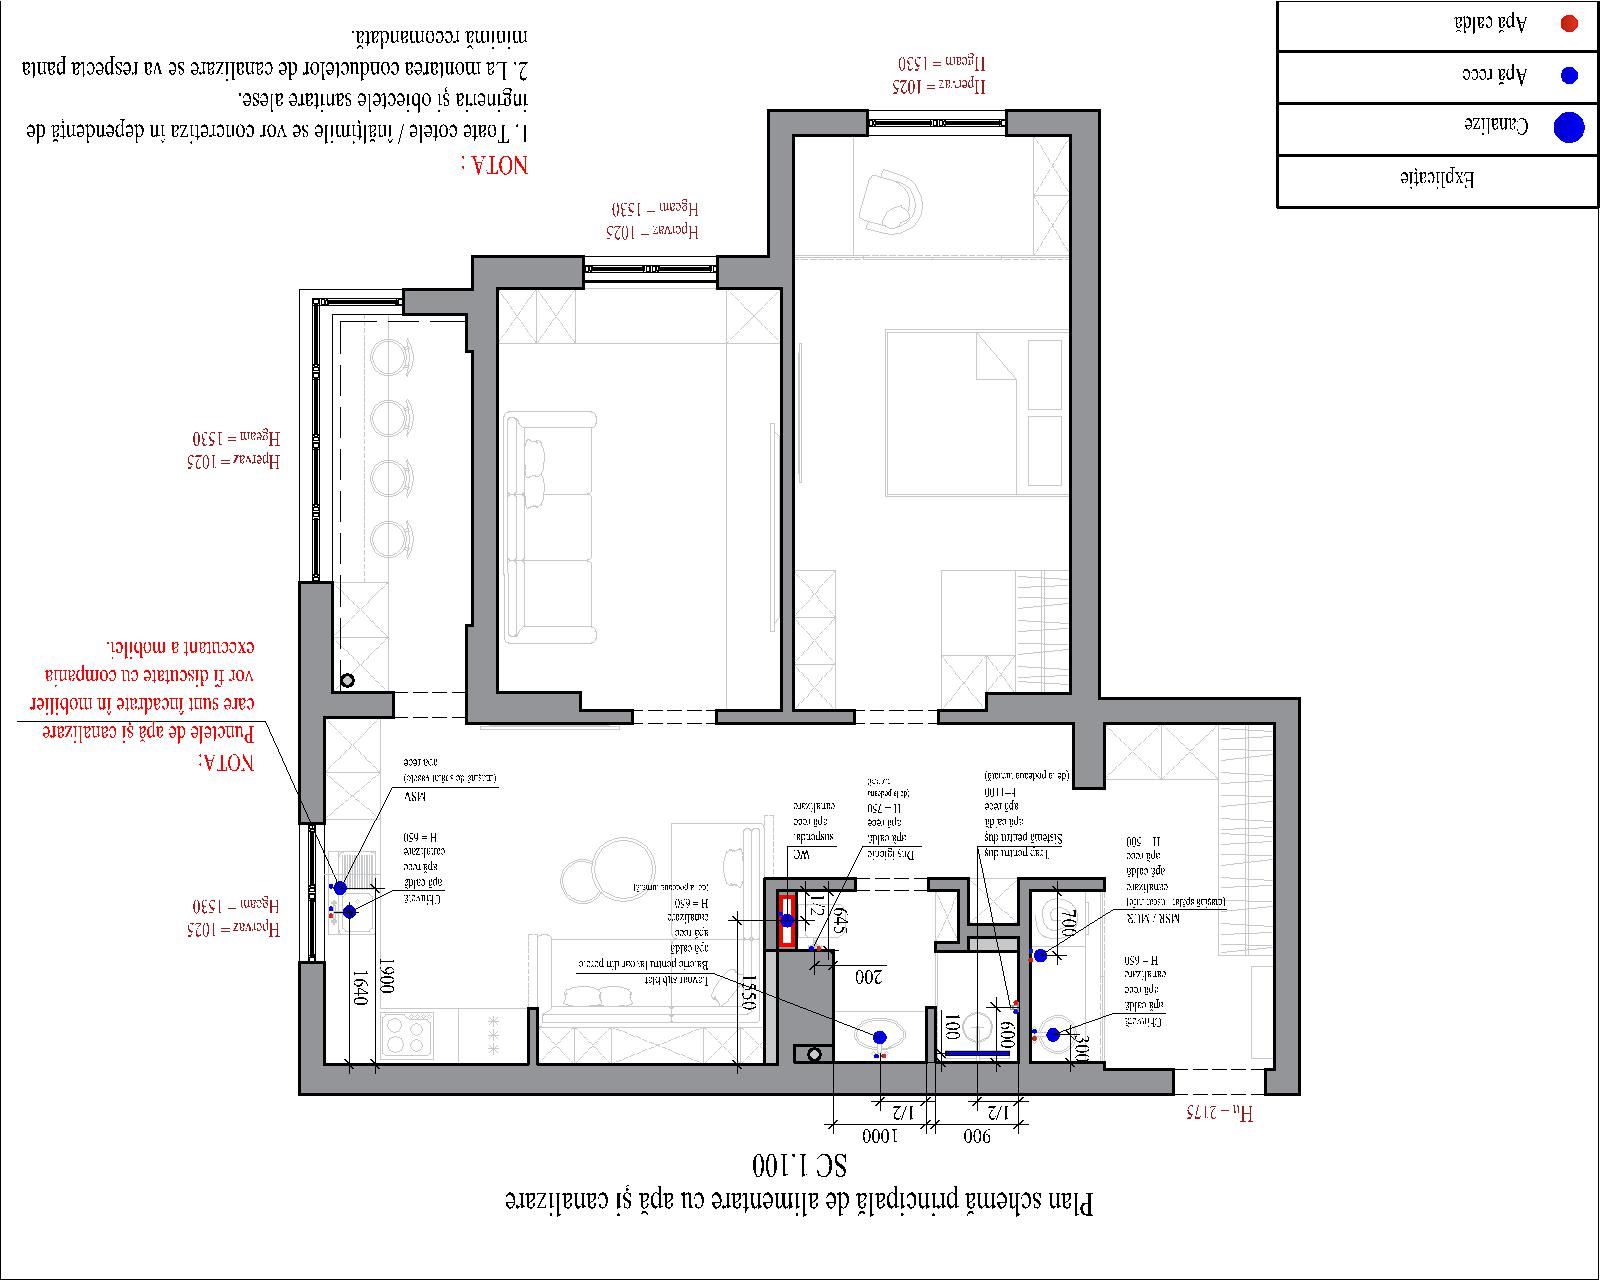 Plan schemă principală de alimentare cu apă și canalizare
SC 1.100
900
1000
1/2
1/2
Hu = 2175
300
600
100
Chiuvetă
apă caldă
apă rece
canalizare
H = 650
200
1550
Lavoar sub blat
Baterie pentru lavoar din perete
apă caldă
apă rece
canalizare
H = 650
(de la podeaua turnată)
1900
1640
MSR / MUR
canalizare
apă caldă
apă rece
H = 500
700
645
1/2
Chiuvetă
apă caldă
apă rece
canalizare
H = 650
Hpervaz = 1025
Hgeam = 1530
Trap pentru duș
Sistemă pentru duș
apă caldă
apă rece
H=1100
(de la podeaua turnată)
Duș igienic
apă caldă
apă rece
H = 750
(de la podeaua
WC
suspendat
apă rece
canalizare
MSV
(mașină de spălat vasele)
apă rece
NOTA:
Punctele de apă și canalizare
care sunt încadrate în mobilier
vor fi discutate cu compania
executant a mobilei.
Hpervaz = 1025
Hgeam = 1530
Hpervaz = 1025
Hgeam = 1530
Hpervaz = 1025
Hgeam = 1530
Explicație
Canalize
Apă rece
Apă caldă
NOTA :
1. Toate cotele / înălțimile se vor concretiza în dependență de
ingineria și obiectele sanitare alese.
2. La montarea conductelor de canalizare se va respecta panta
minimă recomandată.